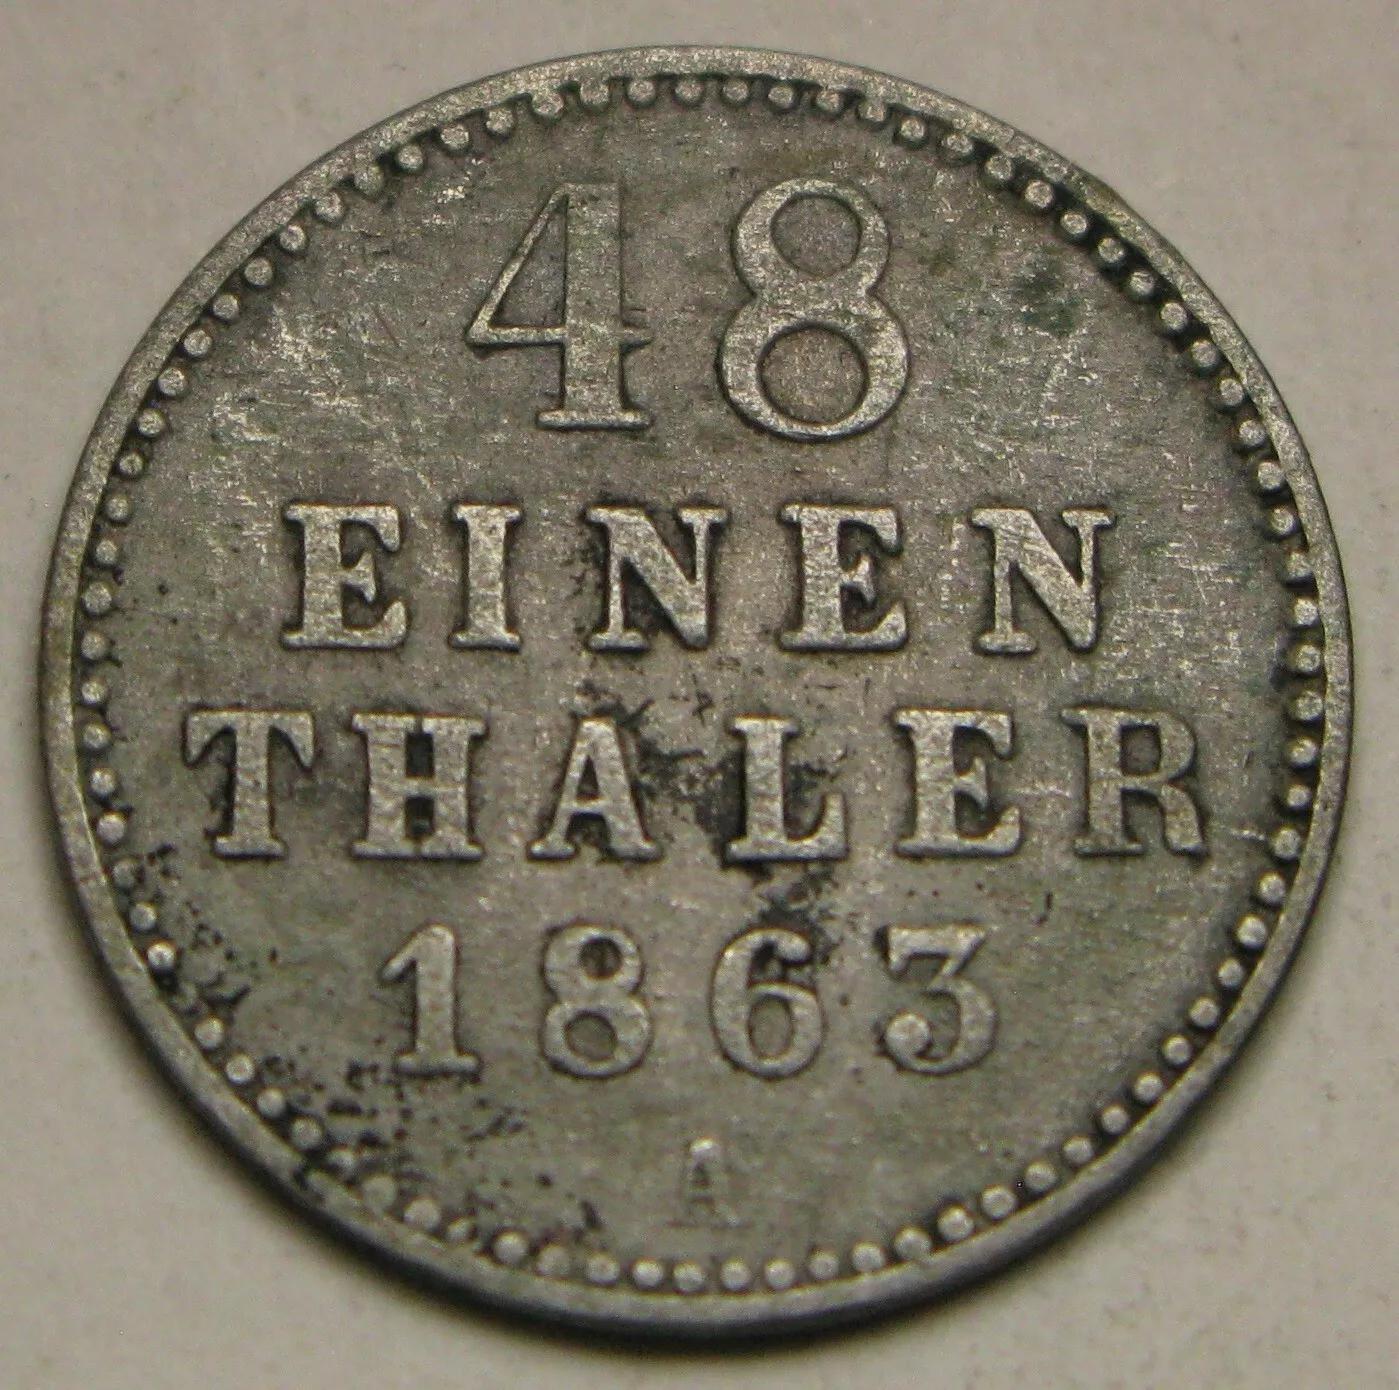 48
EINEN
THALER
1863
A